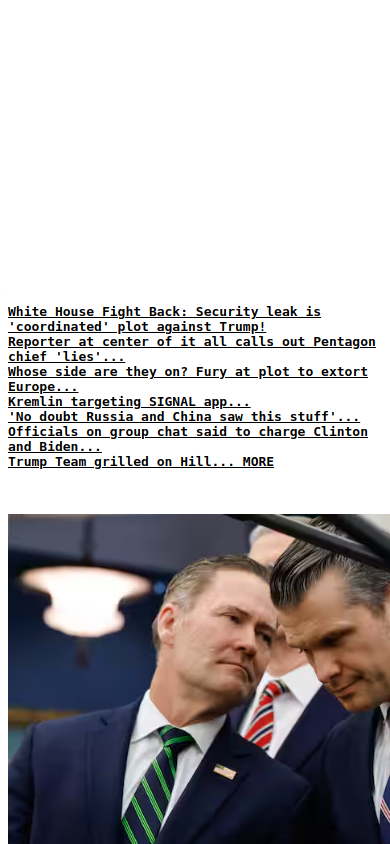 White House Fight Back: Security leak is
'coordinated' plot against Trump!
Reporter at center of it all calls out Pentagon
chief 'lies'...
Whose side are they on? Fury at plot to extort
Europe...
Kremlin targeting SIGNAL app...
'No doubt Russia and China saw this stuff'...
Officials on group chat said to charge Clinton
and Biden...
Trump Team grilled on Hill... MORE